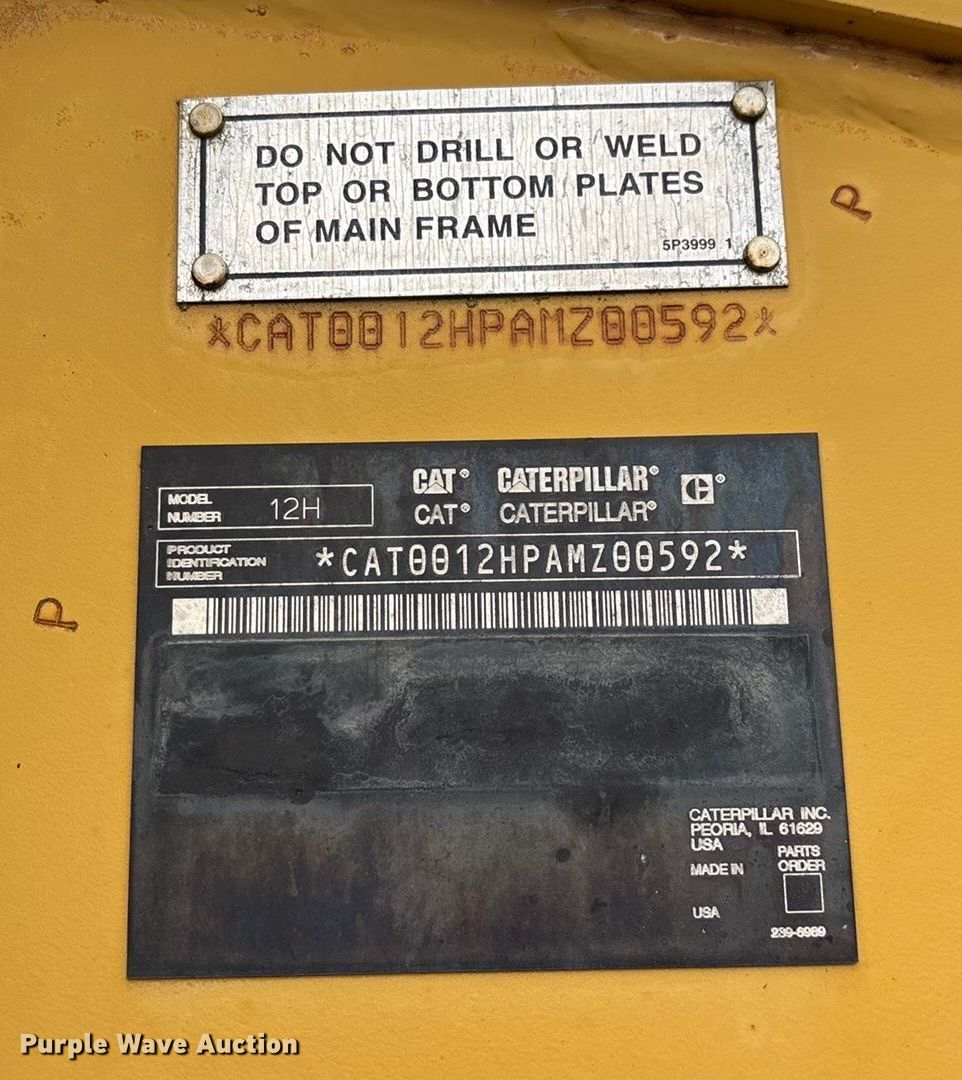 DO NOT DRILL OR WELD
TOP OR BOTTOM PLATES
OF MAIN FRAME
5P3999 1
P
*CAT0012HPAMZ00592*
MODEL
NUMBER
12H
CAT® CATERPILLAR® C®
CAT® CATERPILLAR®
PRODUCT
IDENTIFICATION
NUMBER
*CAT0012HPAMZ00592*
P
CATERPILLAR INC.
PEORIA, IL 61629
USA
MADE IN
PARTS
ORDER
USA
239-6989
Purple Wave Auction